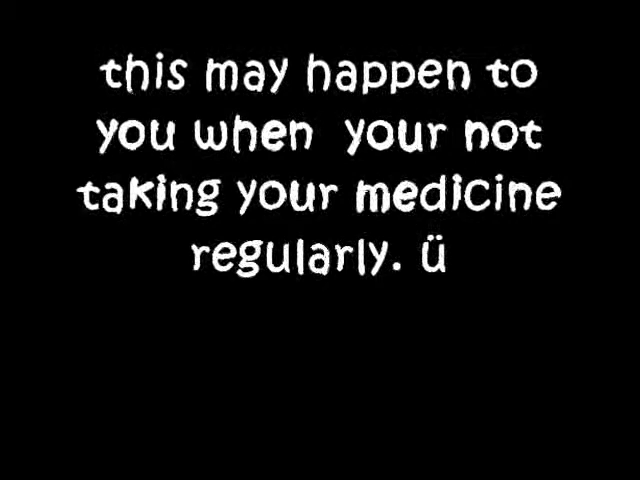 this may happen to
you when your not
taking your medicine
regularly. ü